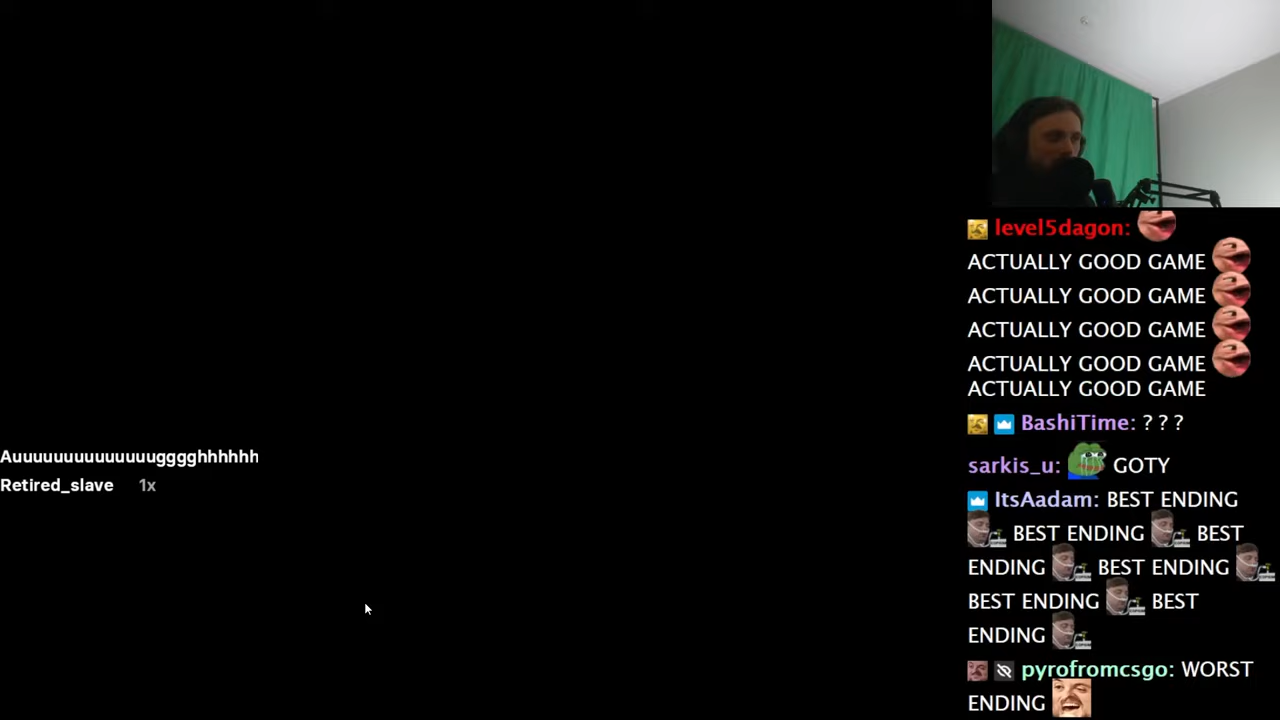 level5dagon:
ACTUALLY GOOD GAME
ACTUALLY GOOD GAME
ACTUALLY GOOD GAME
ACTUALLY GOOD GAME
ACTUALLY GOOD GAME
BashiTime: ? ? ?
sarkis_u: GOTY
ItsAadam: BEST ENDING
BEST ENDING BEST
ENDING BEST ENDING
BEST ENDING BEST
ENDING
pyrofromcsgo: WORST
ENDING
Auuuuuuuuuuuuuuggggghhhhhh
Retired_slave 1x